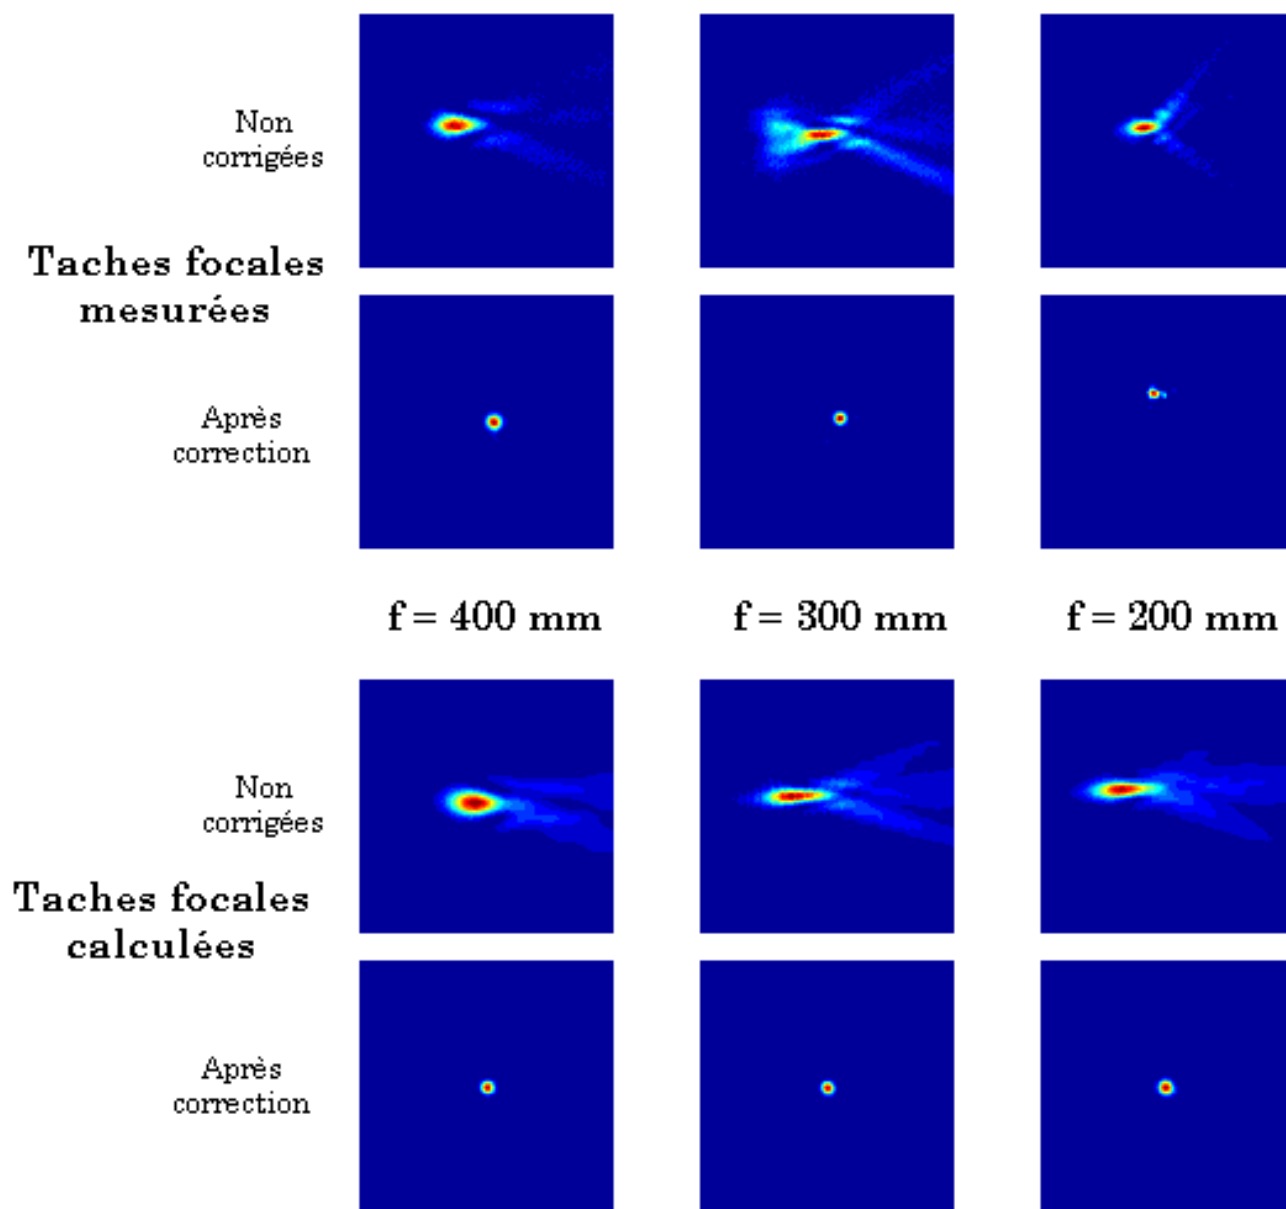 Non
corrigées
Taches focales
mesurées
Après
correction
f = 400 mm
f = 300 mm
f = 200 mm
Non
corrigées
Taches focales
calculées
Après
correction